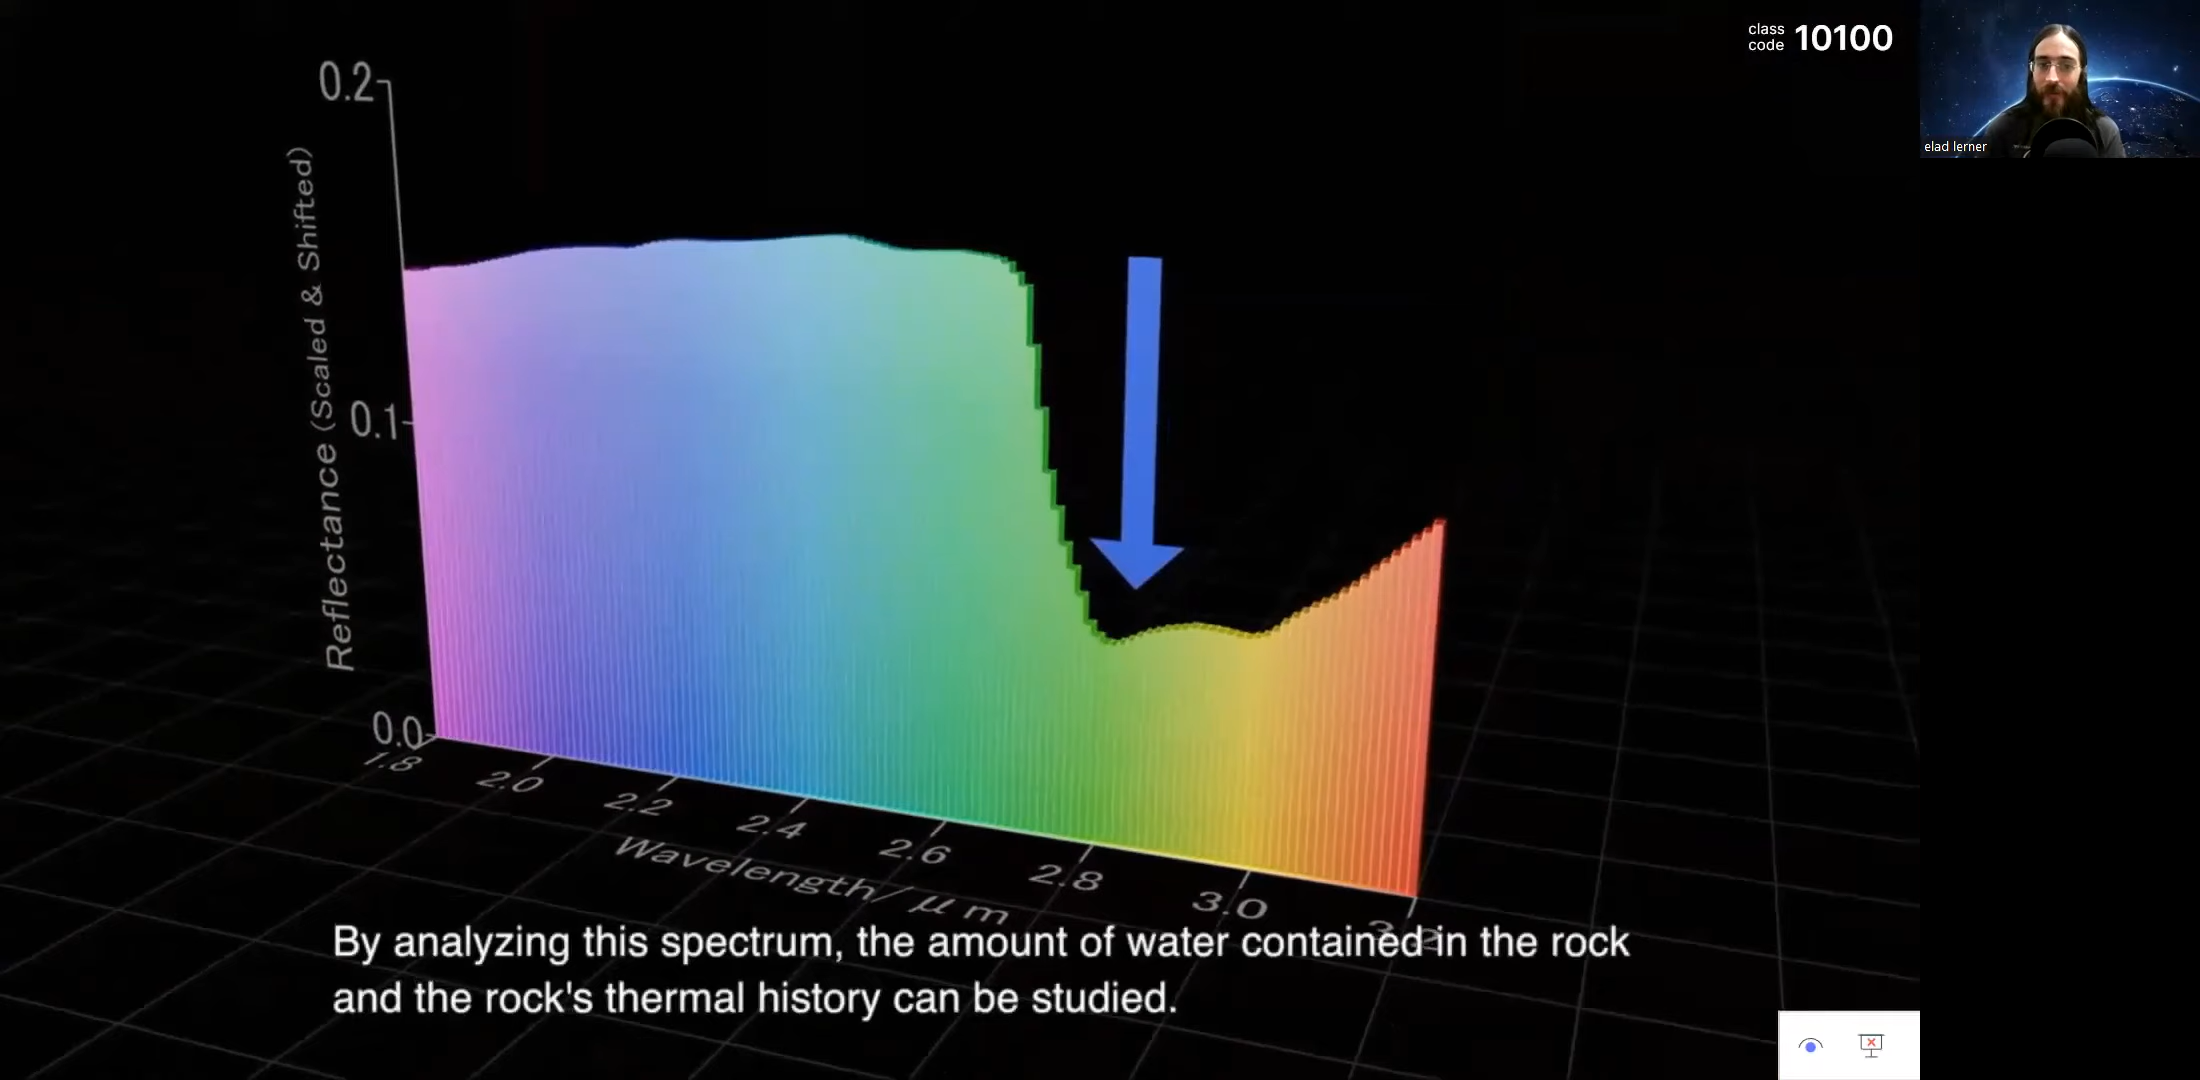 class
code 10100
elad lerner
0.2
0.1
0.0
Reflectance (Scaled & Shifted)
1.8 2.0 2.2 2.4 2.6 2.8 3.0 3.2
Wavelength/μm
By analyzing this spectrum, the amount of water contained in the rock
and the rock's thermal history can be studied.